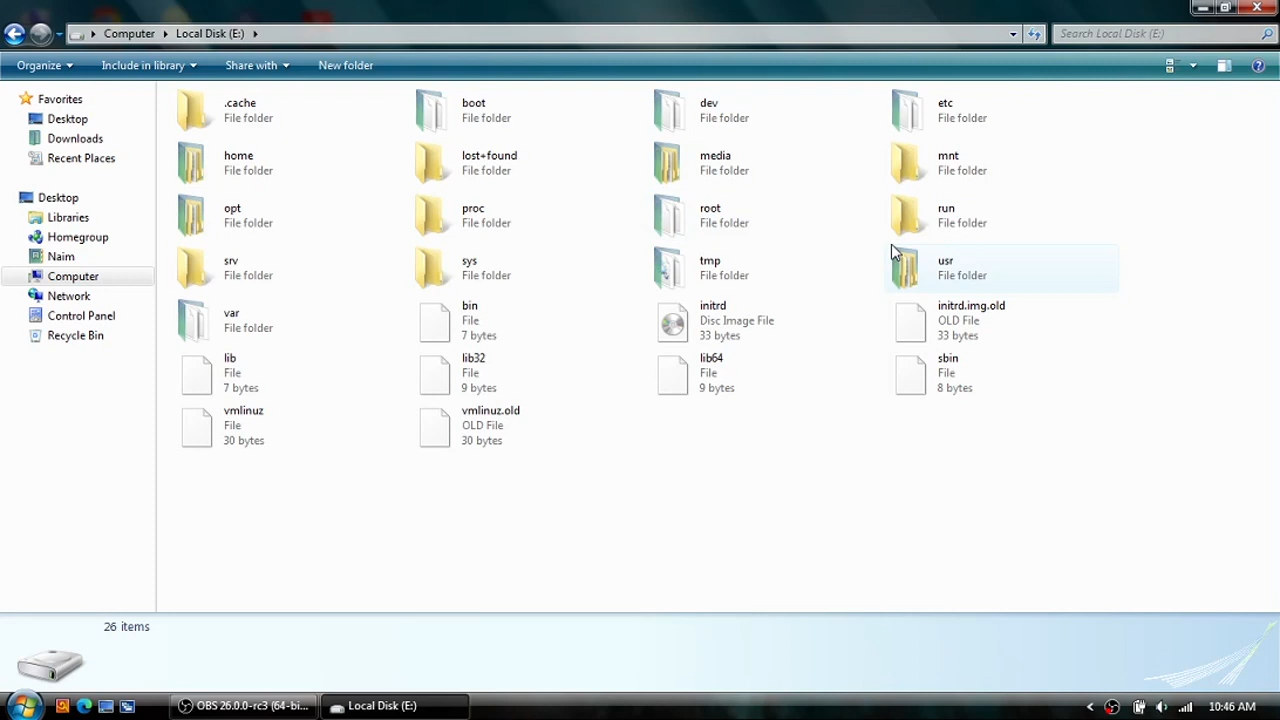 Computer
Local Disk (E:)
Search Local Disk (E:)
Organize
Include in library
Share with
New folder
Favorites
Desktop
Downloads
Recent Places
Desktop
Libraries
Homegroup
Naim
Computer
Network
Control Panel
Recycle Bin
.cache
File folder
boot
File folder
dev
File folder
etc
File folder
home
File folder
lost+found
File folder
media
File folder
mnt
File folder
opt
File folder
proc
File folder
root
File folder
run
File folder
srv
File folder
sys
File folder
tmp
File folder
usr
File folder
var
File folder
bin
File
7 bytes
initrd
Disc Image File
33 bytes
initrd.img.old
OLD File
33 bytes
lib
File
7 bytes
lib32
File
9 bytes
lib64
File
9 bytes
sbin
File
8 bytes
vmlinuz
File
30 bytes
vmlinuz.old
OLD File
30 bytes
26 items
OBS 26.0.0-rc3 (64-bi...
Local Disk (E:)
10:46 AM